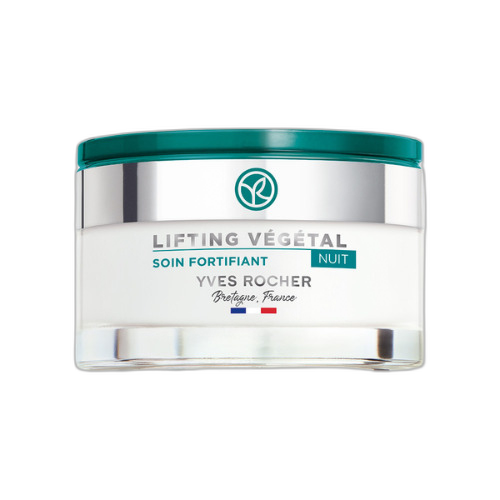 LIFTING VÉGÉTAL
SOIN FORTIFIANT NUIT
YVES ROCHER
Bretagne, France